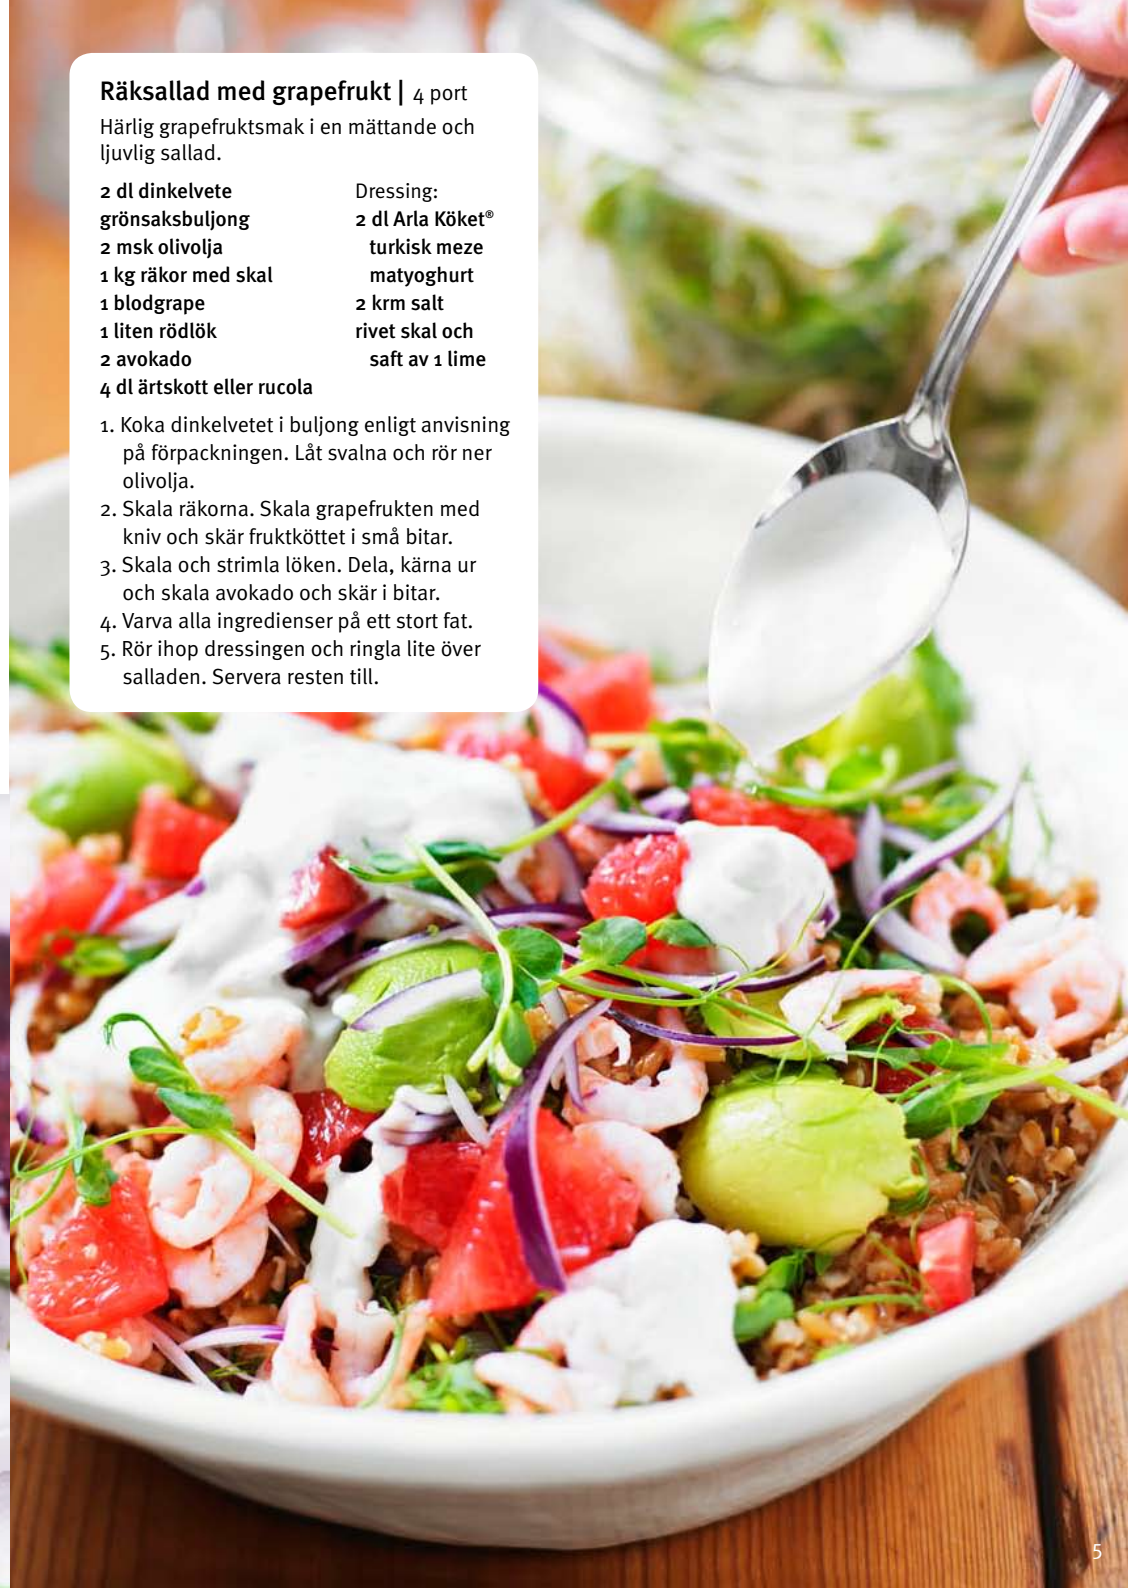 Räksallad med grapefrukt | 4 port
Härlig grapefruktsmak i en mättande och
ljuvlig sallad.
2 dl dinkelvete
grönsaksbuljong
2 msk olivolja
1 kg räkor med skal
1 blodgrape
1 liten rödlök
2 avokado
4 dl ärtskott eller rucola
Dressing:
2 dl Arla Köket®
turkisk meze
matyoghurt
2 krm salt
rivet skal och
saft av 1 lime
1. Koka dinkelvetet i buljong enligt anvisning
på förpackningen. Låt svalna och rör ner
olivolja.
2. Skala räkorna. Skala grapefrukten med
kniv och skär fruktköttet i små bitar.
3. Skala och strimla löken. Dela, kärna ur
och skala avokado och skär i bitar.
4. Varva alla ingredienser på ett stort fat.
5. Rör ihop dressingen och ringla lite över
salladen. Servera resten till.
5